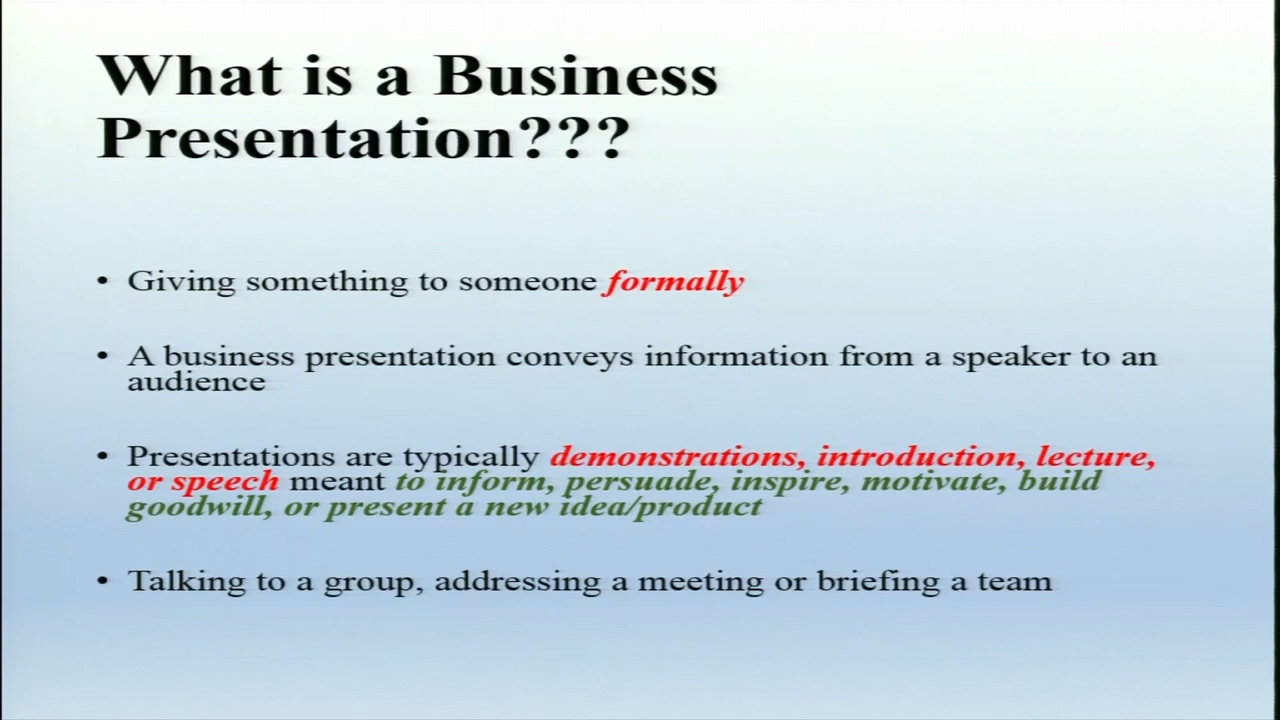 What is a Business
Presentation???
• Giving something to someone formally
• A business presentation conveys information from a speaker to an
audience
• Presentations are typically demonstrations, introduction, lecture,
or speech meant to inform, persuade, inspire, motivate, build
goodwill, or present a new idea/product
• Talking to a group, addressing a meeting or briefing a team